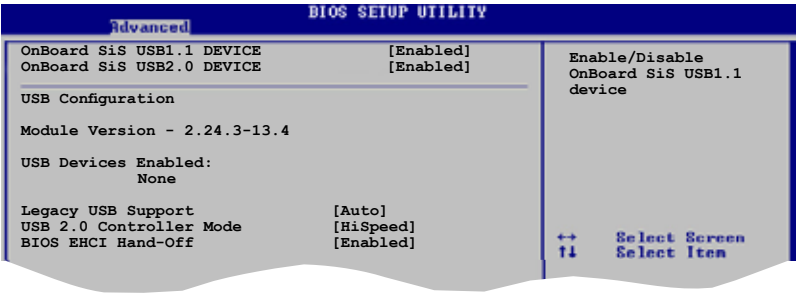 BIOS SETUP UTILITY
Advanced
OnBoard SiS USB1.1 DEVICE [Enabled]
OnBoard SiS USB2.0 DEVICE [Enabled]
USB Configuration
Module Version - 2.24.3-13.4
USB Devices Enabled:
None
Legacy USB Support [Auto]
USB 2.0 Controller Mode [HiSpeed]
BIOS EHCI Hand-Off [Enabled]
Enable/Disable
OnBoard SiS USB1.1
device
↔ Select Screen
↑↓ Select Item